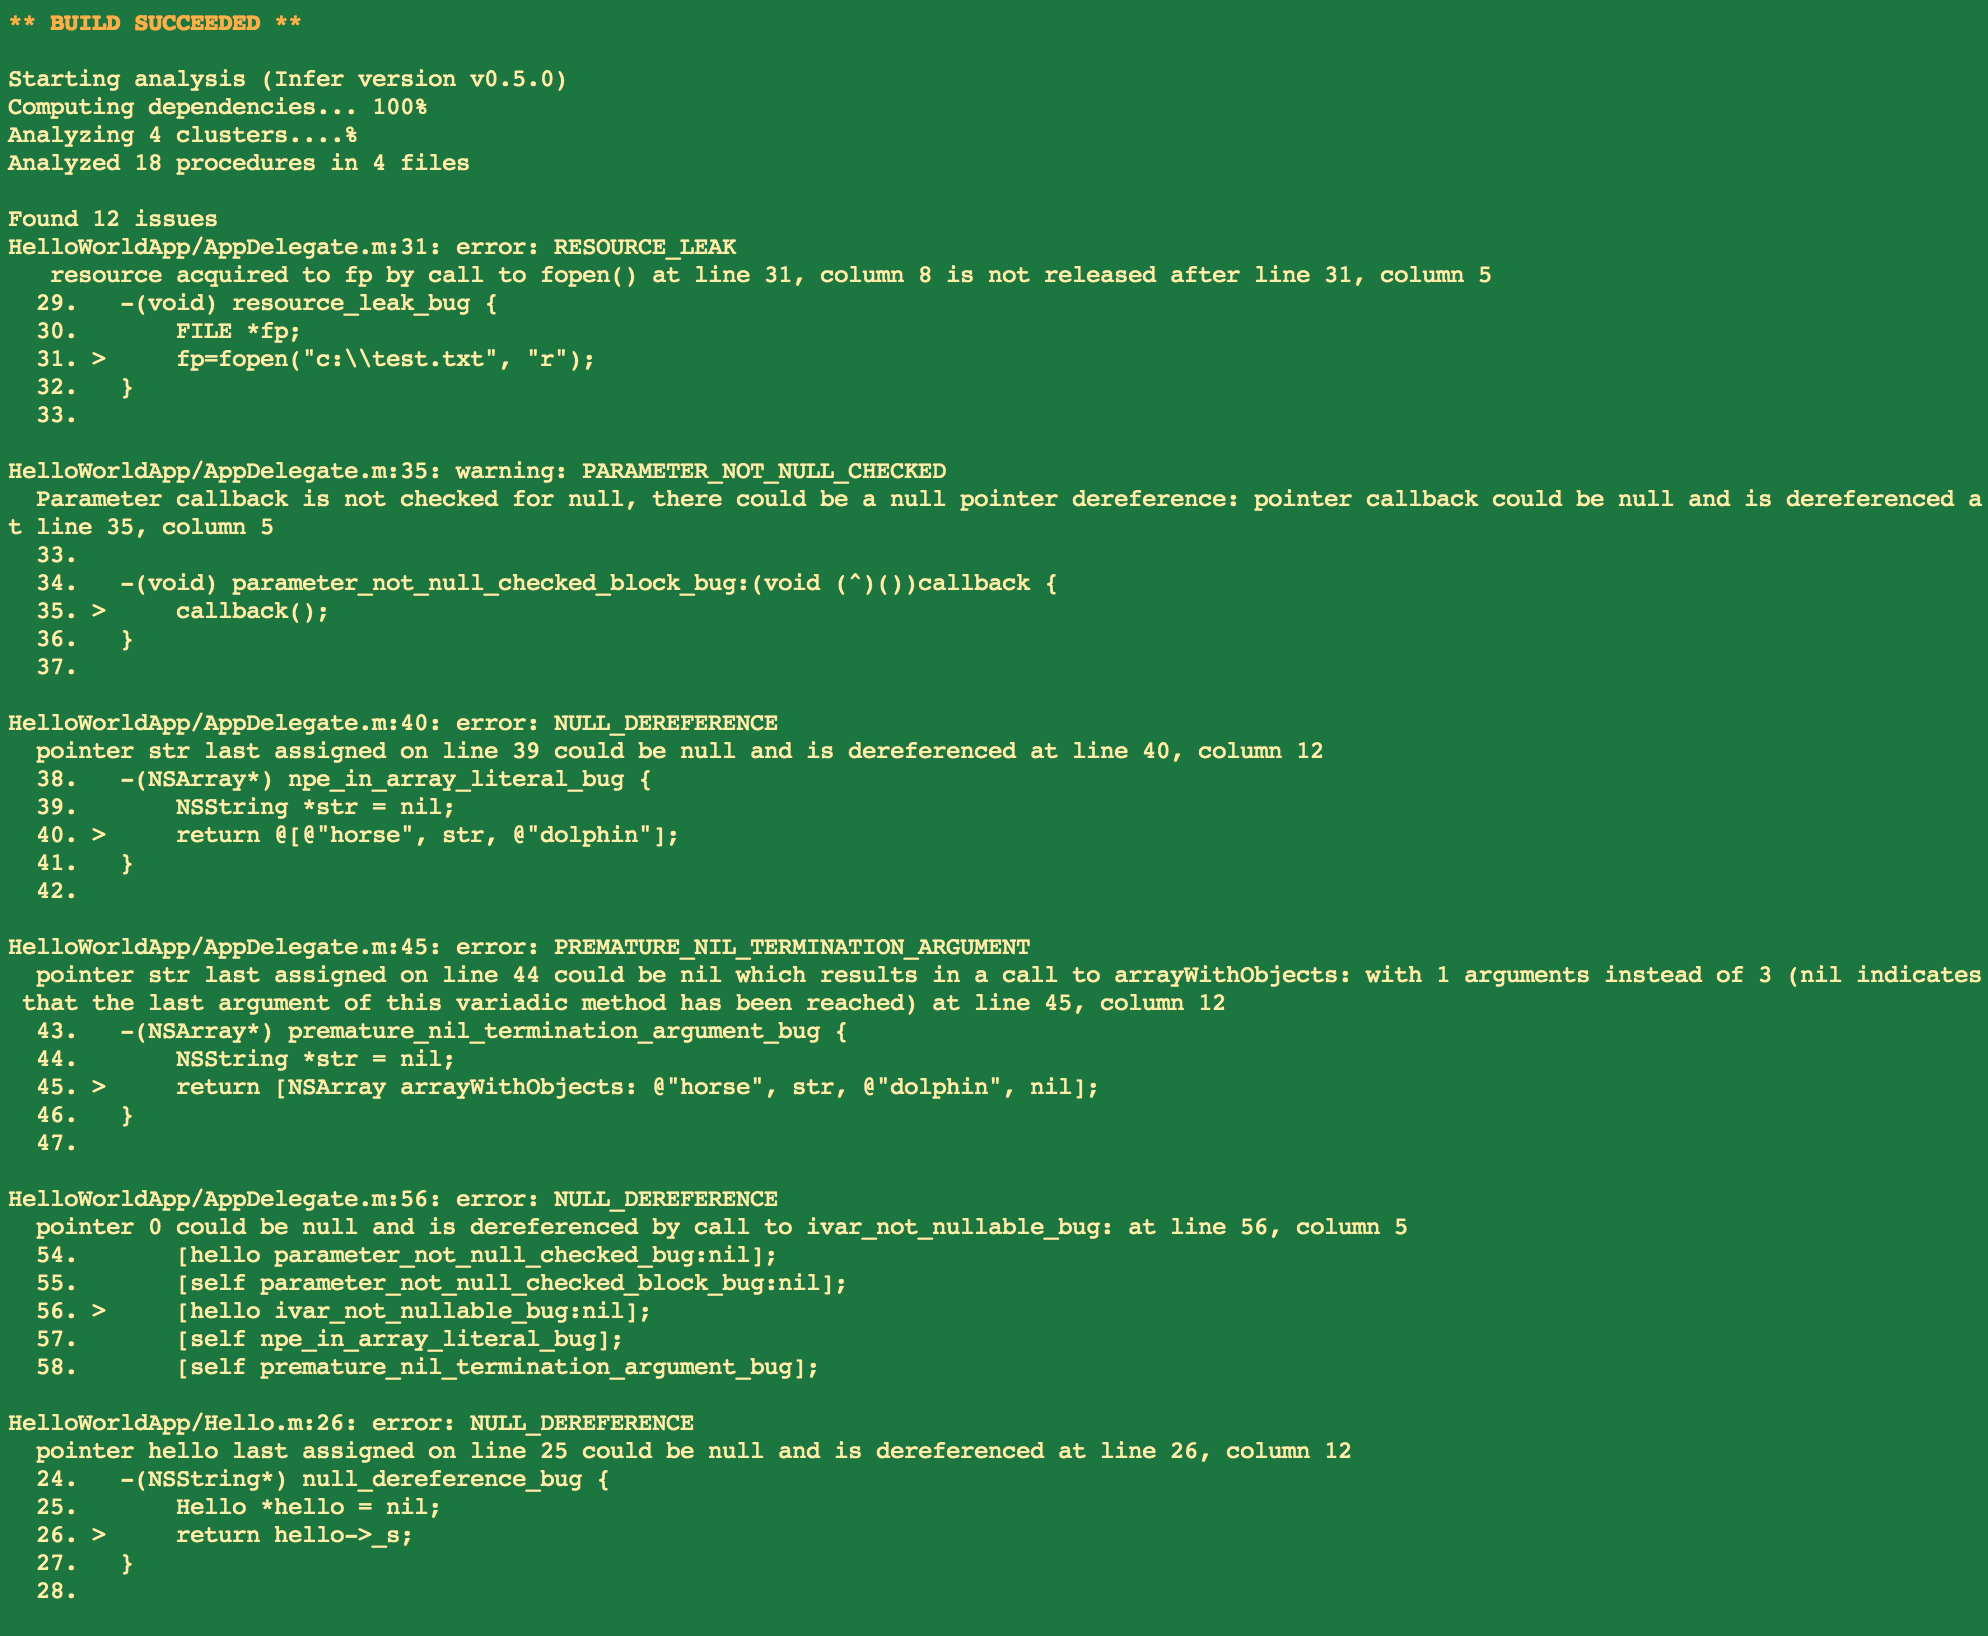 ** BUILD SUCCEEDED **

Starting analysis (Infer version v0.5.0)
Computing dependencies... 100%
Analyzing 4 clusters....%
Analyzed 18 procedures in 4 files

Found 12 issues
HelloWorldApp/AppDelegate.m:31: error: RESOURCE_LEAK
   resource acquired to fp by call to fopen() at line 31, column 8 is not released after line 31, column 5
  29.   -(void) resource_leak_bug {
  30.       FILE *fp;
  31. >     fp=fopen("c:\\test.txt", "r");
  32.   }
  33.

HelloWorldApp/AppDelegate.m:35: warning: PARAMETER_NOT_NULL_CHECKED
  Parameter callback is not checked for null, there could be a null pointer dereference: pointer callback could be null and is dereferenced a
t line 35, column 5
  33.
  34.   -(void) parameter_not_null_checked_block_bug:(void (^)())callback {
  35. >     callback();
  36.   }
  37.

HelloWorldApp/AppDelegate.m:40: error: NULL_DEREFERENCE
  pointer str last assigned on line 39 could be null and is dereferenced at line 40, column 12
  38.   -(NSArray*) npe_in_array_literal_bug {
  39.       NSString *str = nil;
  40. >     return @[@"horse", str, @"dolphin"];
  41.   }
  42.

HelloWorldApp/AppDelegate.m:45: error: PREMATURE_NIL_TERMINATION_ARGUMENT
  pointer str last assigned on line 44 could be nil which results in a call to arrayWithObjects: with 1 arguments instead of 3 (nil indicates
 that the last argument of this variadic method has been reached) at line 45, column 12
  43.   -(NSArray*) premature_nil_termination_argument_bug {
  44.       NSString *str = nil;
  45. >     return [NSArray arrayWithObjects: @"horse", str, @"dolphin", nil];
  46.   }
  47.

HelloWorldApp/AppDelegate.m:56: error: NULL_DEREFERENCE
  pointer 0 could be null and is dereferenced by call to ivar_not_nullable_bug: at line 56, column 5
  54.       [hello parameter_not_null_checked_bug:nil];
  55.       [self parameter_not_null_checked_block_bug:nil];
  56. >     [hello ivar_not_nullable_bug:nil];
  57.       [self npe_in_array_literal_bug];
  58.       [self premature_nil_termination_argument_bug];

HelloWorldApp/Hello.m:26: error: NULL_DEREFERENCE
  pointer hello last assigned on line 25 could be null and is dereferenced at line 26, column 12
  24.   -(NSString*) null_dereference_bug {
  25.       Hello *hello = nil;
  26. >     return hello->_s;
  27.   }
  28.